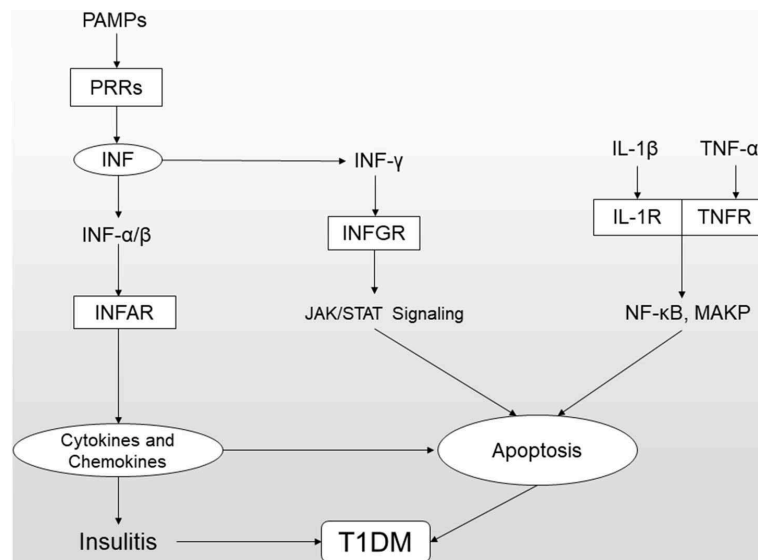 PAMPs
PRRs
INF
INF-γ
IL-1β
TNF-α
INF-α/β
INFGR
IL-1R
TNFR
INFAR
JAK/STAT Signaling
NF-κB, MAKP
Cytokines and
Chemokines
Apoptosis
Insulitis
T1DM